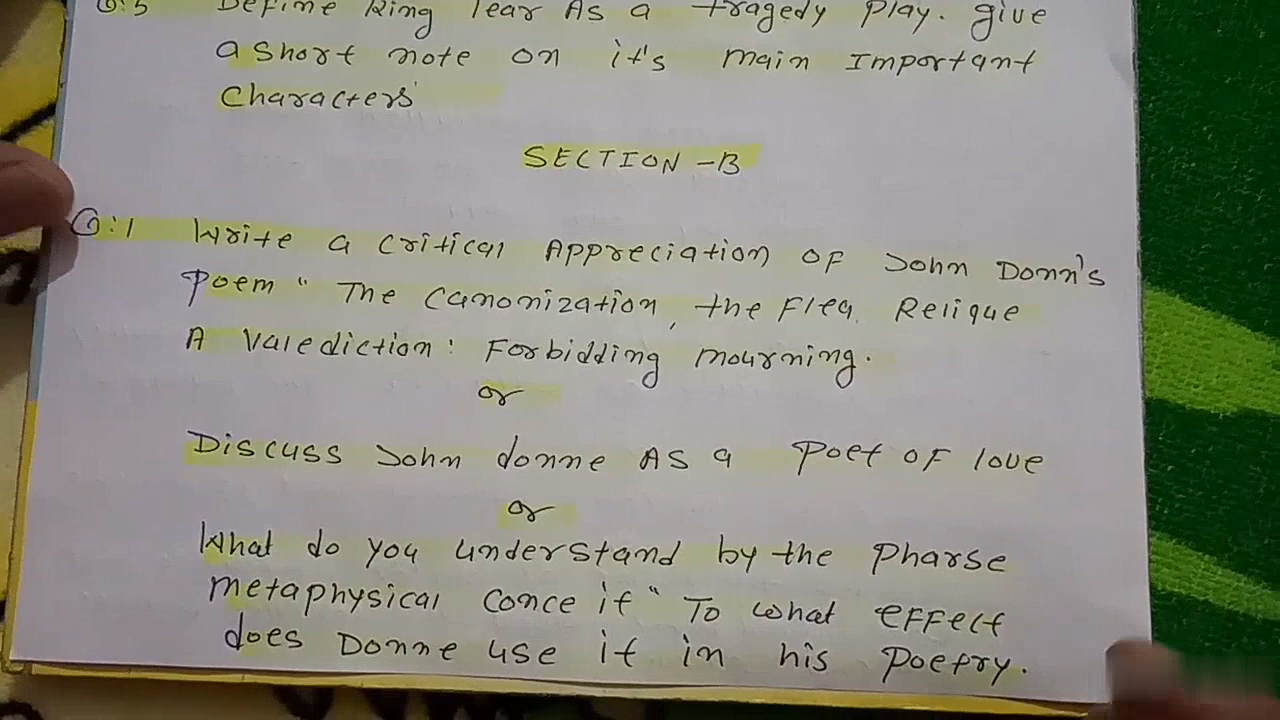 Q:5 Define King lear As a tragedy Play. give
a short note on it's main Important
Characters
SECTION -B
Q:1 Write a critical Appreciation OF John Donn's
Poem " The Canonization, the Flea, Relique
A Valediction: Forbidding mourning.
or
Discuss John donne As a Poet OF love
or
What do you understand by the Pharse
metaphysical conce it" To what effect
does Donne use it in his Poetry.